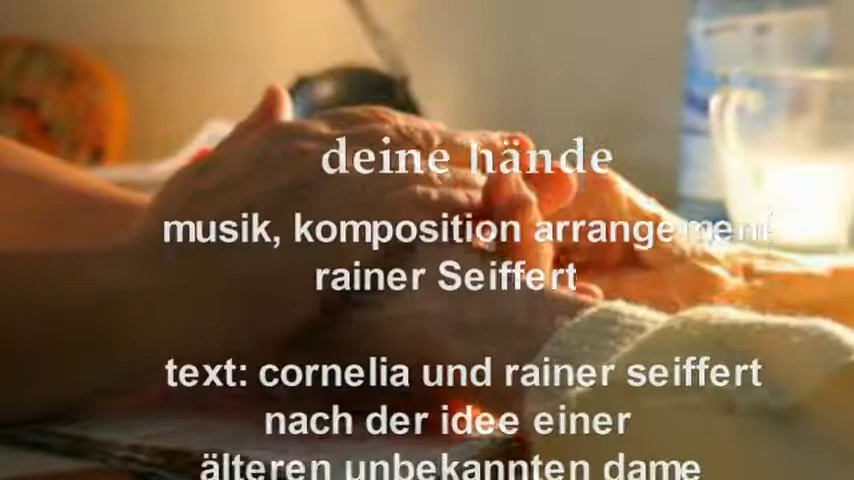 deine hände
musik, komposition arrangement
rainer Seiffert
text: cornelia und rainer seiffert
nach der idee einer
älteren unbekannten dame